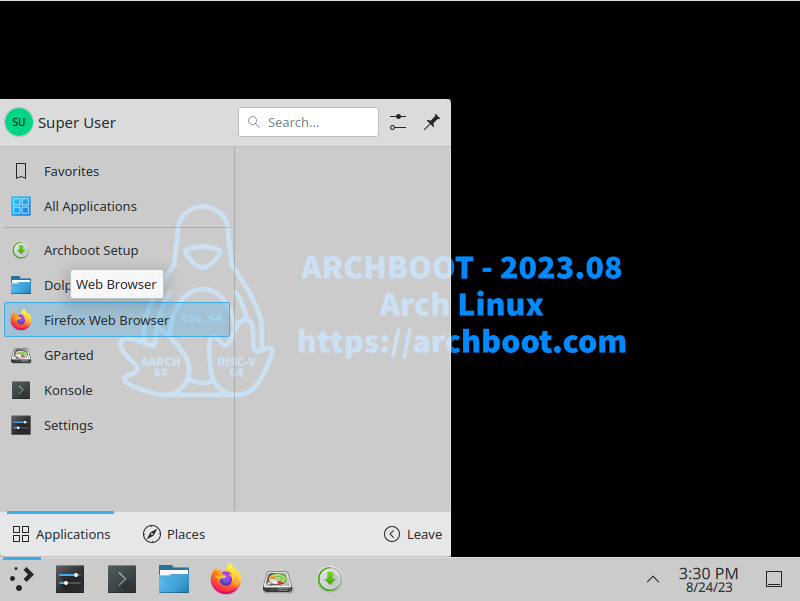 SU Super User
Search...
Favorites
All Applications
Archboot Setup
Dolp
Web Browser
Firefox Web Browser
GParted
Konsole
Settings
X86_64
AARCH
64
RISC-V
64
ARCHBOOT - 2023.08
Arch Linux
https://archboot.com
Applications
Places
Leave
3:30 PM
8/24/23